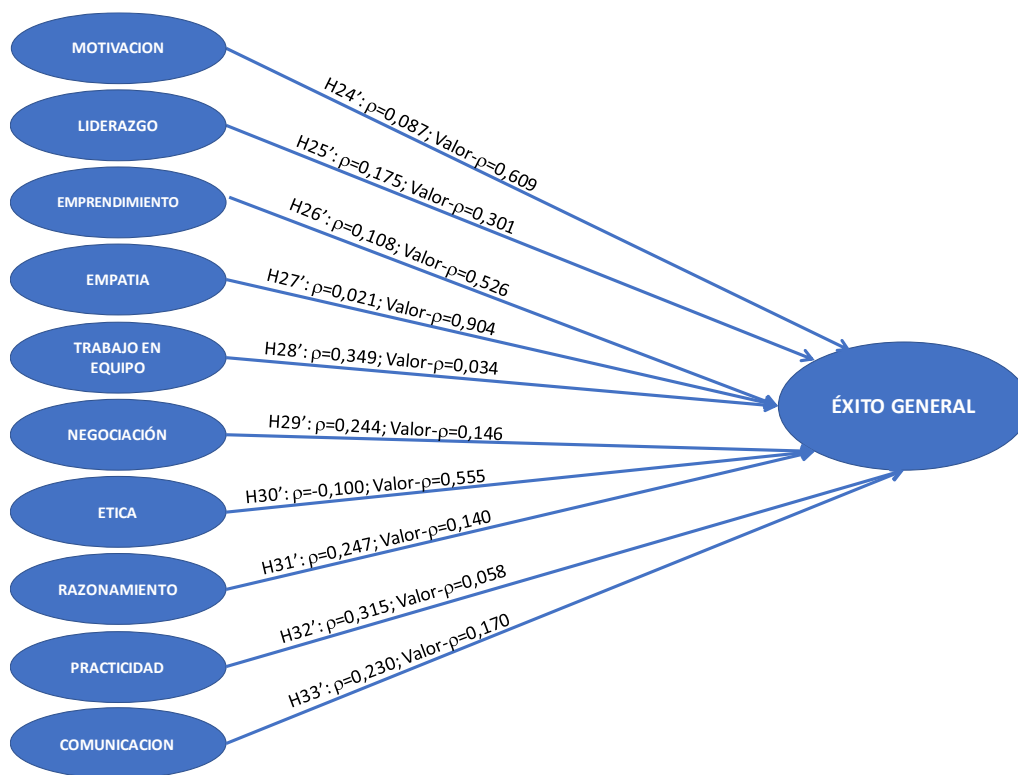 MOTIVACION
H24’: ρ=0,087; Valor-ρ=0,609
LIDERAZGO
H25’: ρ=0,175; Valor-ρ=0,301
EMPRENDIMIENTO
H26’: ρ=0,108; Valor-ρ=0,526
EMPATIA
H27’: ρ=0,021; Valor-ρ=0,904
TRABAJO EN
EQUIPO
H28’: ρ=0,349; Valor-ρ=0,034
ÉXITO GENERAL
NEGOCIACIÓN
H29’: ρ=0,244; Valor-ρ=0,146
ETICA
H30’: ρ=-0,100; Valor-ρ=0,555
RAZONAMIENTO
H31’: ρ=0,247; Valor-ρ=0,140
PRACTICIDAD
H32’: ρ=0,315; Valor-ρ=0,058
COMUNICACION
H33’: ρ=0,230; Valor-ρ=0,170